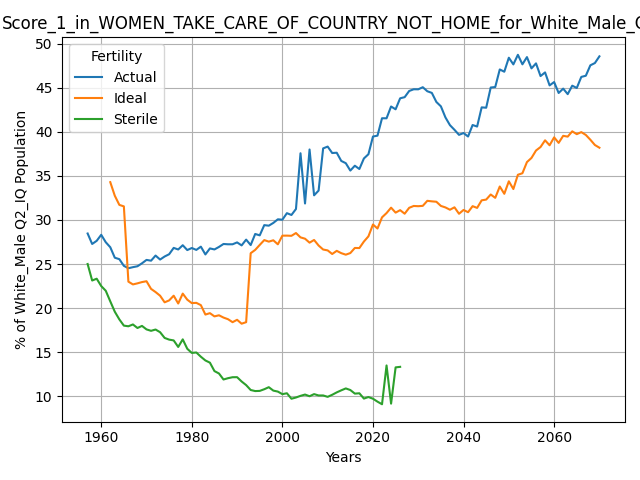 Score_1_in_WOMEN_TAKE_CARE_OF_COUNTRY_NOT_HOME_for_White_Male_
Fertility
Actual
Ideal
Sterile
% of White_Male Q2_IQ Population
50
45
40
35
30
25
20
15
10
1960
1980
2000
2020
2040
2060
Years